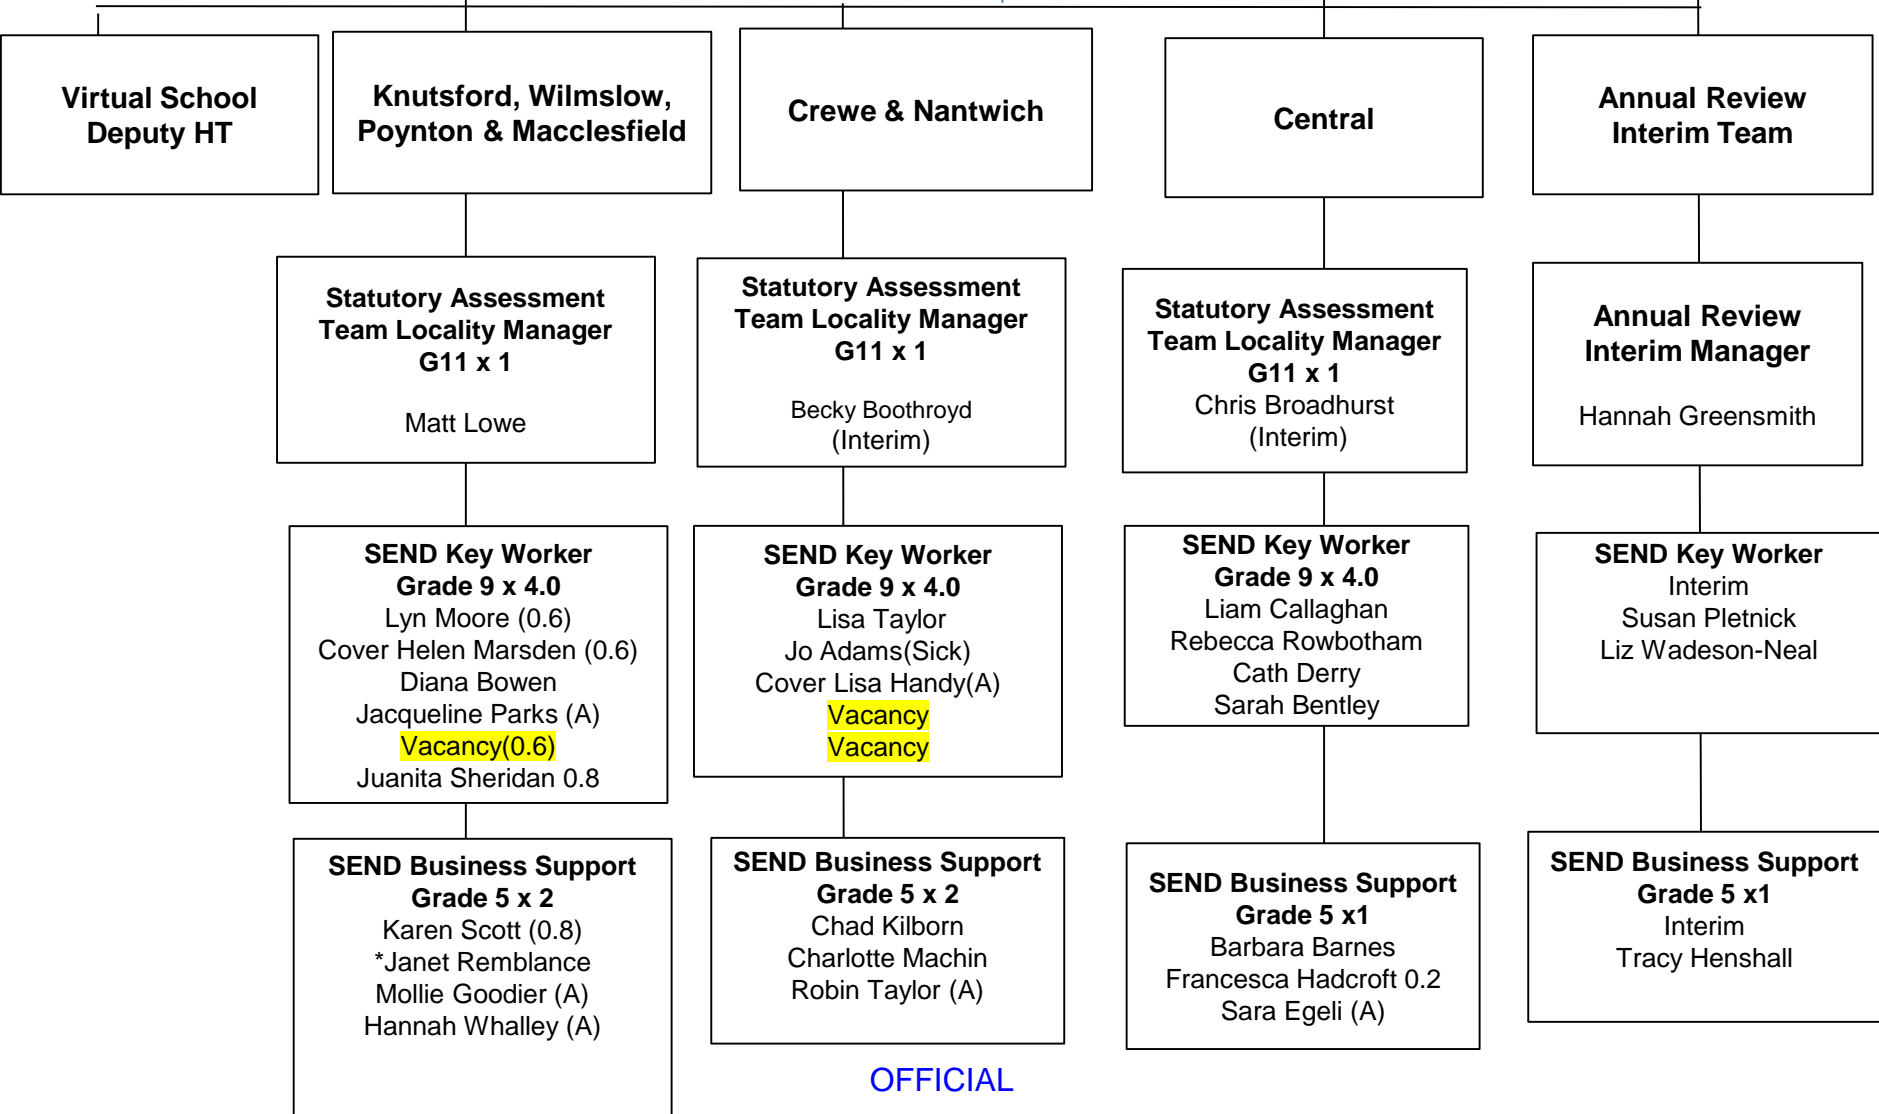 Virtual School
Deputy HT
Knutsford, Wilmslow,
Poynton & Macclesfield
Crewe & Nantwich
Central
Annual Review
Interim Team
Statutory Assessment
Team Locality Manager
G11 x 1
Matt Lowe
Statutory Assessment
Team Locality Manager
G11 x 1
Becky Boothroyd
(Interim)
Statutory Assessment
Team Locality Manager
G11 x 1
Chris Broadhurst
(Interim)
Annual Review
Interim Manager
Hannah Greensmith
SEND Key Worker
Grade 9 x 4.0
Lyn Moore (0.6)
Cover Helen Marsden (0.6)
Diana Bowen
Jacqueline Parks (A)
Vacancy(0.6)
Juanita Sheridan 0.8
SEND Key Worker
Grade 9 x 4.0
Lisa Taylor
Jo Adams(Sick)
Cover Lisa Handy(A)
Vacancy
Vacancy
SEND Key Worker
Grade 9 x 4.0
Liam Callaghan
Rebecca Rowbotham
Cath Derry
Sarah Bentley
SEND Key Worker
Interim
Susan Pletnick
Liz Wadeson-Neal
SEND Business Support
Grade 5 x 2
Karen Scott (0.8)
*Janet Remblance
Mollie Goodier (A)
Hannah Whalley (A)
SEND Business Support
Grade 5 x 2
Chad Kilborn
Charlotte Machin
Robin Taylor (A)
SEND Business Support
Grade 5 x1
Barbara Barnes
Francesca Hadcroft 0.2
Sara Egeli (A)
SEND Business Support
Grade 5 x1
Interim
Tracy Henshall
OFFICIAL